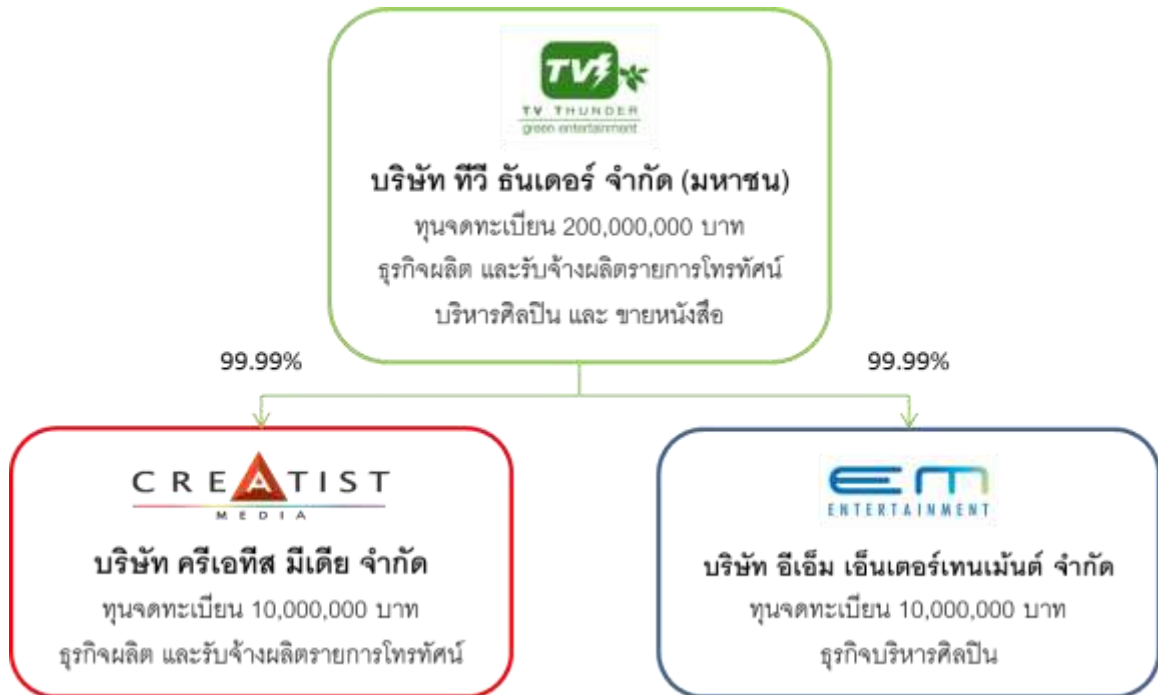 TV
TV THUNDER
green entertainment
บริษัท ทีวี ธันเดอร์ จำกัด (มหาชน)
ทุนจดทะเบียน 200,000,000 บาท
ธุรกิจผลิต และรับจ้างผลิตรายการโทรทัศน์
บริหารศิลปิน และ ขายหนังสือ
99.99%
99.99%
CREATIST
MEDIA
บริษัท ครีเอทีส มีเดีย จำกัด
ทุนจดทะเบียน 10,000,000 บาท
ธุรกิจผลิต และรับจ้างผลิตรายการโทรทัศน์
EM
ENTERTAINMENT
บริษัท อีเอ็ม เอ็นเตอร์เทนเม้นต์ จำกัด
ทุนจดทะเบียน 10,000,000 บาท
ธุรกิจบริหารศิลปิน